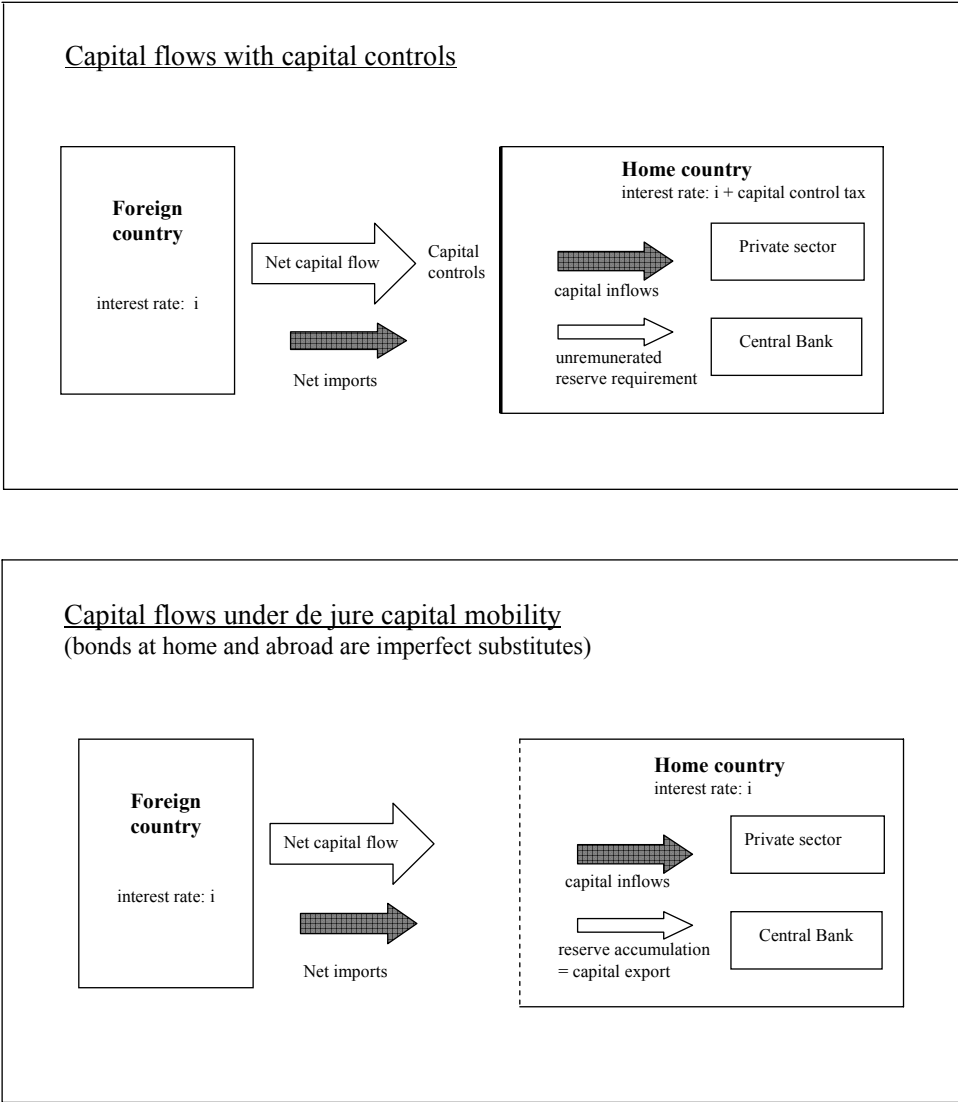 Capital flows with capital controls
Foreign
country
interest rate:  i
Net capital flow
Net imports
Capital
controls
Home country
interest rate: i + capital control tax
capital inflows
Private sector
unremunerated
reserve requirement
Central Bank
Capital flows under de jure capital mobility
(bonds at home and abroad are imperfect substitutes)
Foreign
country
interest rate: i
Net capital flow
Net imports
Home country
interest rate: i
capital inflows
Private sector
reserve accumulation
= capital export
Central Bank